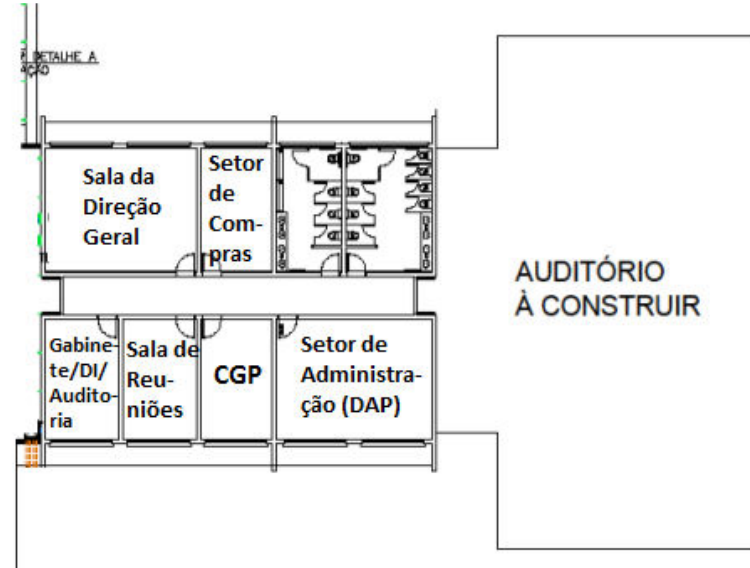 DETALHE A
Sala da
Direção
Geral
Setor
de
Com-
pras
Gabine-
te/DI/
Audito-
ria
Sala de
Reu-
niões
CGP
Setor de
Administra-
ção (DAP)
AUDITÓRIO
À CONSTRUIR